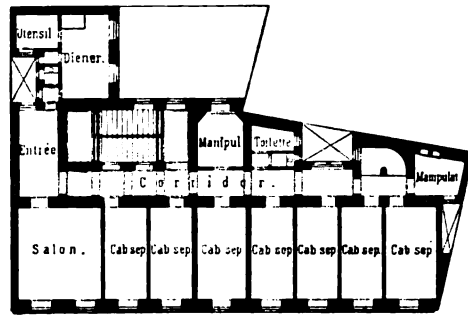 Utensil
Diener.
Entrée
Manipul
Toilette
Manipulat
Corridor.
Salon.
Cab sep
Cab sep.
Cab sep
Cab sep
Cab sep
Cab sep.
Cab sep